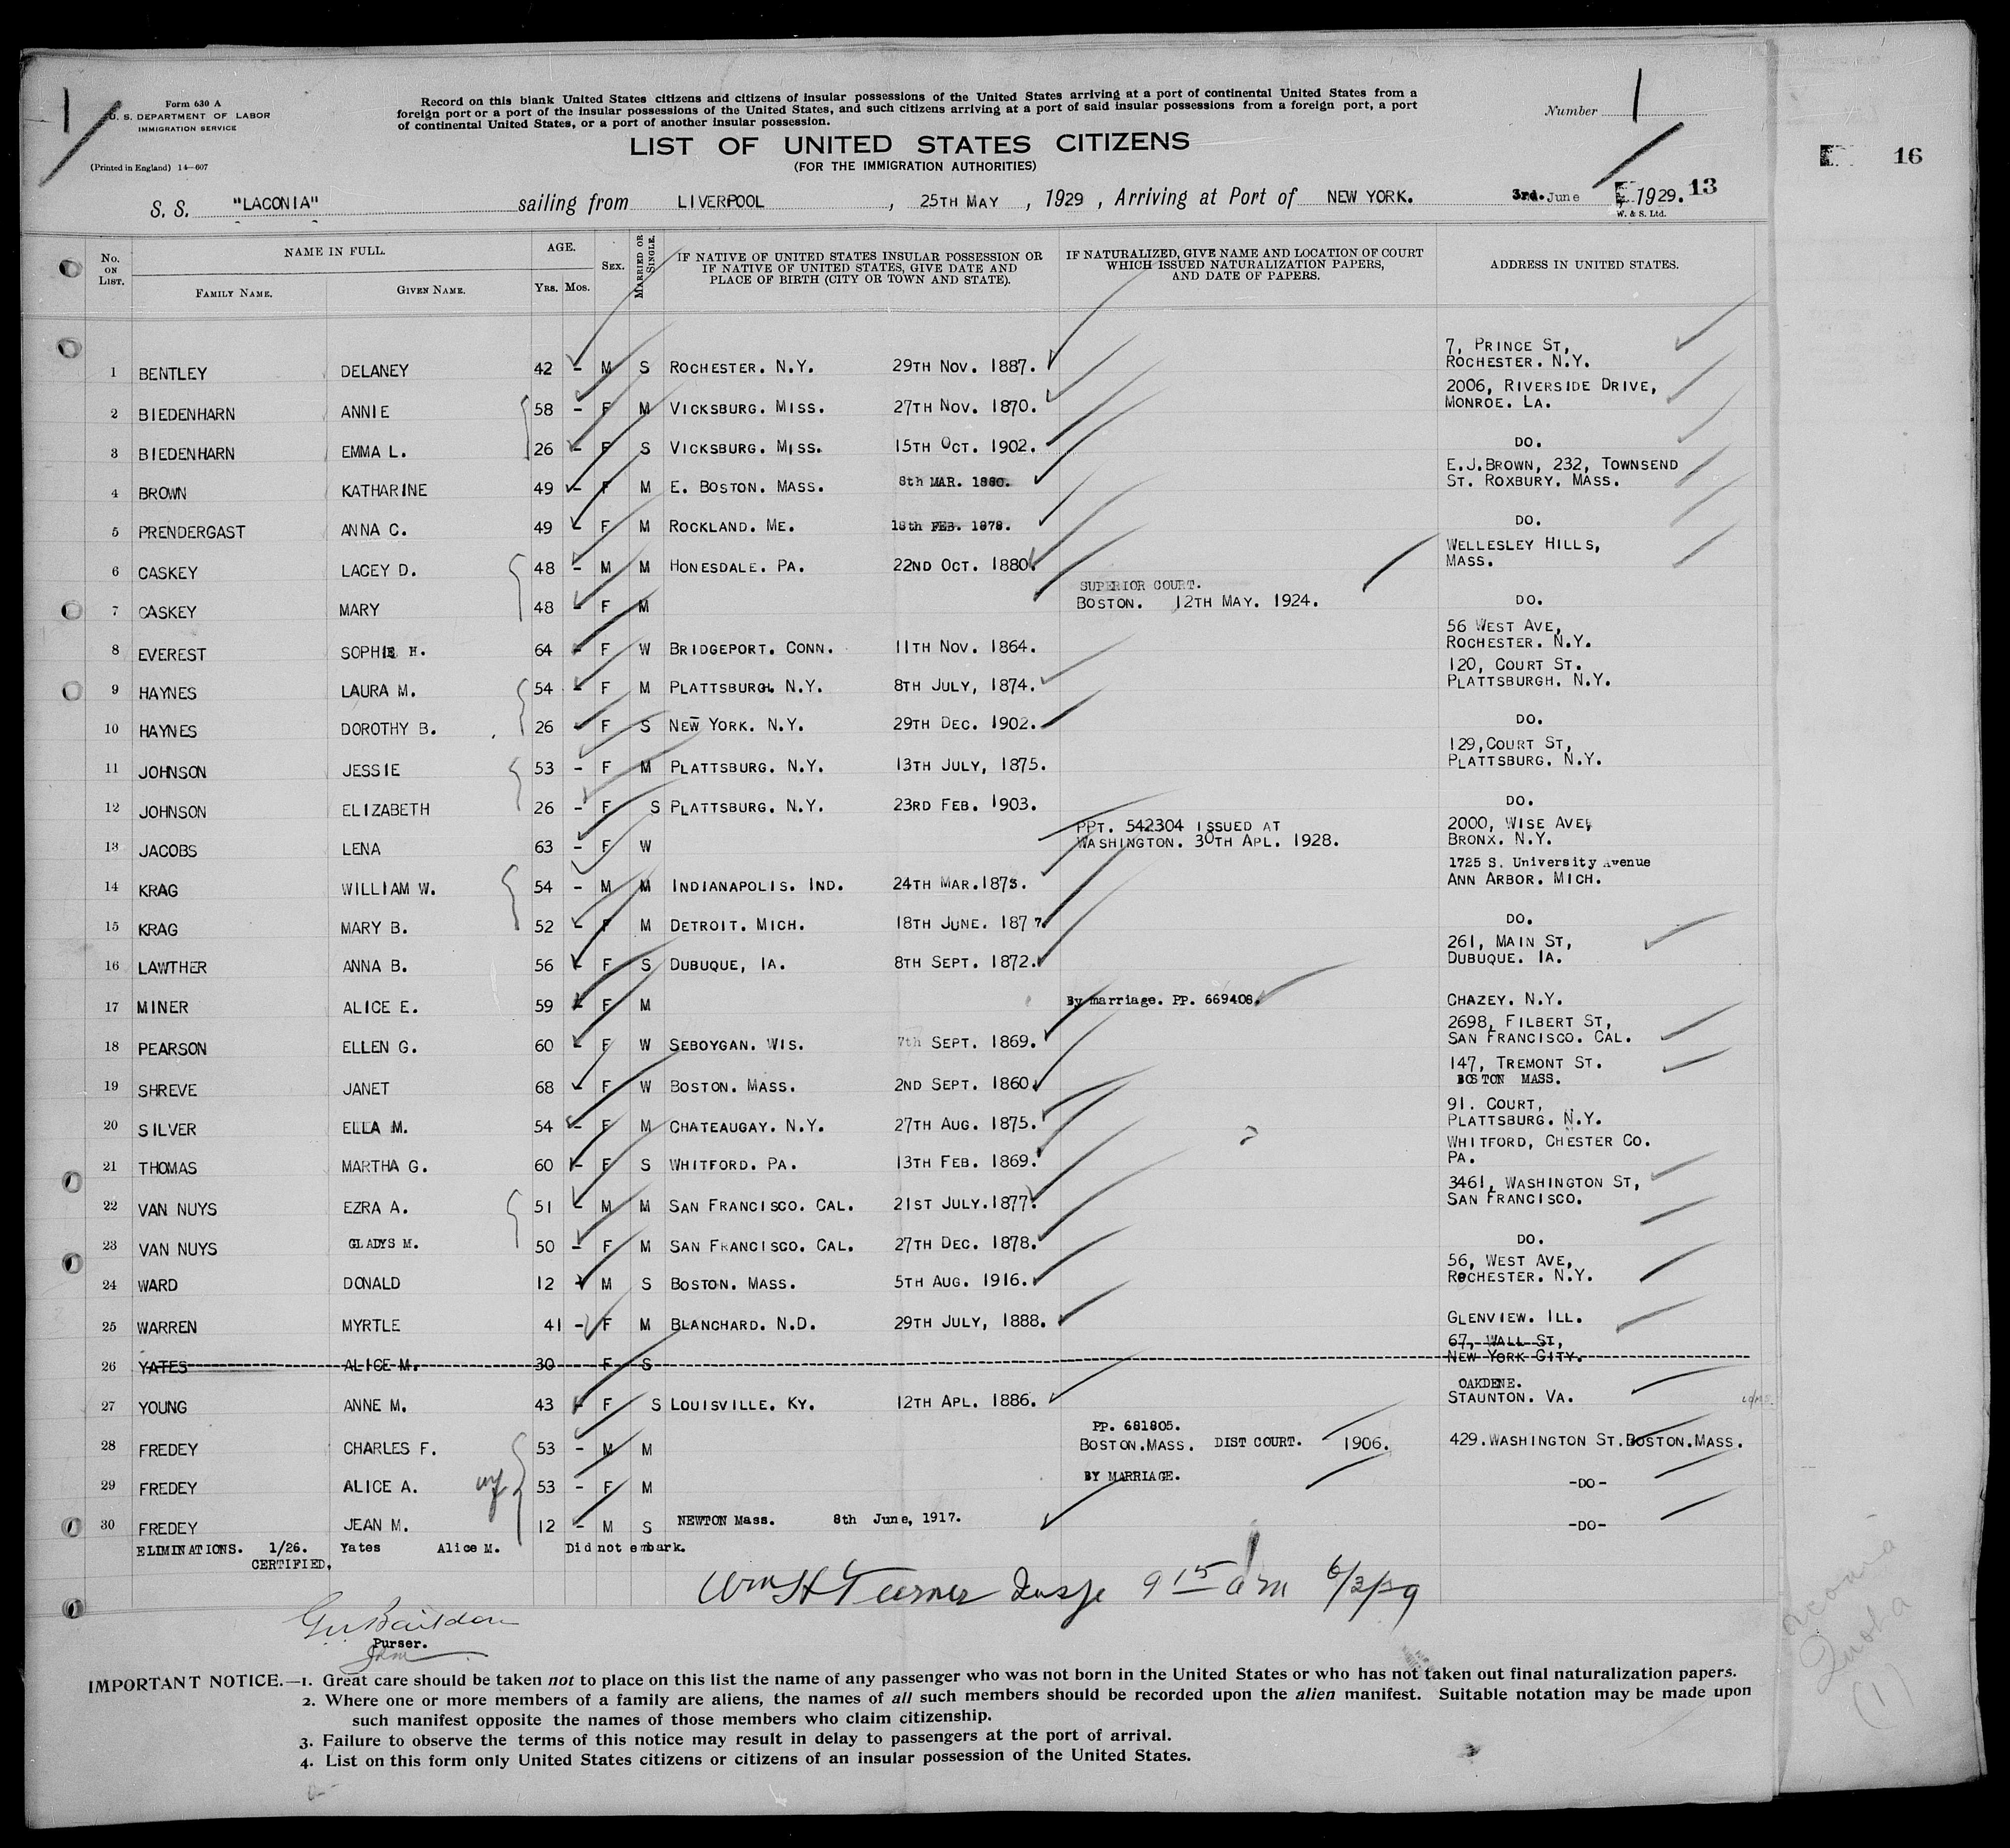 Form 630 A
U. S. DEPARTMENT OF LABOR
IMMIGRATION SERVICE
(Printed in England) 14—607
Record on this blank United States citizens and citizens of insular possessions of the United States arriving at a port of continental United States from a
foreign port or a port of the insular possessions of the United States, and such citizens arriving at a port of said insular possessions from a foreign port, a port
of continental United States, or a port of another insular possession.
Number 1
LIST OF UNITED STATES CITIZENS
(FOR THE IMMIGRATION AUTHORITIES)
16
S. S. "LACONIA" sailing from LIVERPOOL, 25TH MAY, 1929, Arriving at Port of NEW YORK. 3rd. June 1929. 13
W. & S. Ltd.
No. ON LIST. NAME IN FULL. AGE. SEX. MARRIED OR SINGLE. IF NATIVE OF UNITED STATES INSULAR POSSESSION OR IF NATIVE OF UNITED STATES, GIVE DATE AND PLACE OF BIRTH (CITY OR TOWN AND STATE). IF NATURALIZED, GIVE NAME AND LOCATION OF COURT WHICH ISSUED NATURALIZATION PAPERS, AND DATE OF PAPERS. ADDRESS IN UNITED STATES.
FAMILY NAME. GIVEN NAME. YRS. MOS.
7, PRINCE ST,
1 BENTLEY DELANEY 42 - M S ROCHESTER. N.Y. 29TH NOV. 1887. ROCHESTER. N.Y.
2006, RIVERSIDE DRIVE,
2 BIEDENHARN ANNIE 58 - F M VICKSBURG. MISS. 27TH NOV. 1870. MONROE. LA.
3 BIEDENHARN EMMA L. 26 - F S VICKSBURG. MISS. 15TH OCT. 1902. DO.
E.J.BROWN, 232, TOWNSEND
4 BROWN KATHARINE 49 - F M E. BOSTON. MASS. 8th MAR. 1880. ST. ROXBURY. MASS.
5 PRENDERGAST ANNA C. 49 - F M ROCKLAND. ME. 18th FEB. 1878. DO.
WELLESLEY HILLS,
6 CASKEY LACEY D. 48 - M M HONESDALE. PA. 22ND OCT. 1880. MASS.
SUPERIOR COURT.
7 CASKEY MARY 48 - F M BOSTON. 12TH MAY. 1924. DO.
56 WEST AVE,
8 EVEREST SOPHIE H. 64 - F W BRIDGEPORT. CONN. 11TH NOV. 1864. ROCHESTER. N.Y.
120, COURT ST.
9 HAYNES LAURA M. 54 - F M PLATTSBURGH. N.Y. 8TH JULY, 1874. PLATTSBURGH. N.Y.
10 HAYNES DOROTHY B. 26 - F S NEW YORK. N.Y. 29TH DEC. 1902. DO.
129, COURT ST,
11 JOHNSON JESSIE 53 - F M PLATTSBURG. N.Y. 13TH JULY, 1875. PLATTSBURG. N.Y.
12 JOHNSON ELIZABETH 26 - F S PLATTSBURG. N.Y. 23RD FEB. 1903. DO.
PPT. 542304 ISSUED AT 2000, WISE AVE,
13 JACOBS LENA 63 - F W WASHINGTON. 30TH APL. 1928. BRONX. N.Y.
1725 S. University Avenue
14 KRAG WILLIAM W. 54 - M M INDIANAPOLIS. IND. 24TH MAR.1875. ANN ARBOR. MICH.
15 KRAG MARY B. 52 - F M DETROIT. MICH. 18TH JUNE. 1877. DO.
261, MAIN ST,
16 LAWTHER ANNA B. 56 - F S DUBUQUE, IA. 8TH SEPT. 1872. DUBUQUE. IA.
17 MINER ALICE E. 59 - F M By marriage. PP. 669408. CHAZEY. N.Y.
2698, FILBERT ST,
18 PEARSON ELLEN G. 60 - F W SEBOYGAN. WIS. 7th SEPT. 1869. SAN FRANCISCO. CAL.
147, TREMONT ST.
19 SHREVE JANET 68 - F W BOSTON. MASS. 2ND SEPT. 1860. BOSTON MASS.
91. COURT,
20 SILVER ELLA M. 54 - F M CHATEAUGAY. N.Y. 27TH AUG. 1875. PLATTSBURG. N.Y.
WHITFORD, CHESTER CO.
21 THOMAS MARTHA G. 60 - F S WHITFORD. PA. 13TH FEB. 1869. PA.
3461, WASHINGTON ST,
22 VAN NUYS EZRA A. 51 - M M SAN FRANCISCO. CAL. 21ST JULY.1877. SAN FRANCISCO.
23 VAN NUYS GLADYS M. 50 - F M SAN FRANCISCO. CAL. 27TH DEC. 1878. DO.
56, WEST AVE,
24 WARD DONALD 12 - M S BOSTON. MASS. 5TH AUG. 1916. ROCHESTER. N.Y.
25 WARREN MYRTLE 41 - F M BLANCHARD. N.D. 29TH JULY, 1888. GLENVIEW. ILL.
67, WALL ST,
26 YATES ALICE M. 30 F S NEW YORK CITY.
OAKDENE.
27 YOUNG ANNE M. 43 - F S LOUISVILLE. KY. 12TH APL. 1886. STAUNTON. VA.
PP. 681805.
28 FREDEY CHARLES F. 53 - M M BOSTON.MASS. DIST COURT. 1906. 429.WASHINGTON ST.BOSTON.MASS.
29 FREDEY ALICE A. wf 53 - F M BY MARRIAGE. -DO-
30 FREDEY JEAN M. 12 - M S NEWTON Mass. 8th June, 1917. -DO-
ELIMINATIONS. 1/26. Yates Alice M. Did not embark.
CERTIFIED.
Wm H Turner Insp 9 15 am 6/3/29
Purser.
IMPORTANT NOTICE.—1. Great care should be taken not to place on this list the name of any passenger who was not born in the United States or who has not taken out final naturalization papers.
2. Where one or more members of a family are aliens, the names of all such members should be recorded upon the alien manifest. Suitable notation may be made upon
such manifest opposite the names of those members who claim citizenship.
3. Failure to observe the terms of this notice may result in delay to passengers at the port of arrival.
4. List on this form only United States citizens or citizens of an insular possession of the United States.
(1)